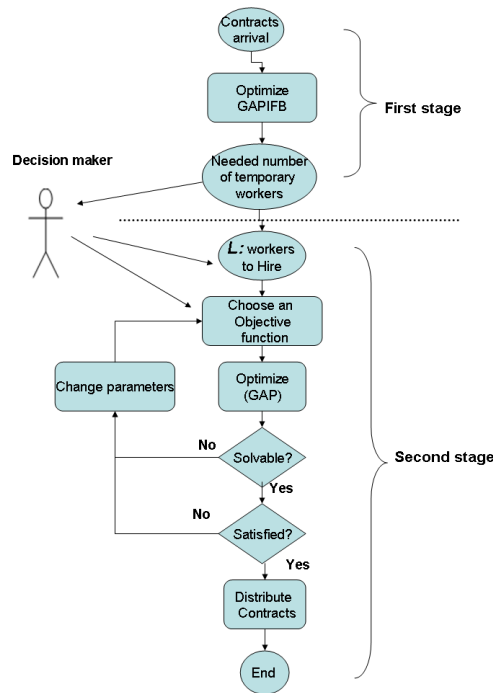 Contracts
arrival
Optimize
GAPIFB
First stage
Decision maker
Needed number
of temporary
workers
L: workers
to Hire
Choose an
Objective
function
Change parameters
Optimize
(GAP)
No
Solvable?
Second stage
Yes
No
Satisfied?
Yes
Distribute
Contracts
End